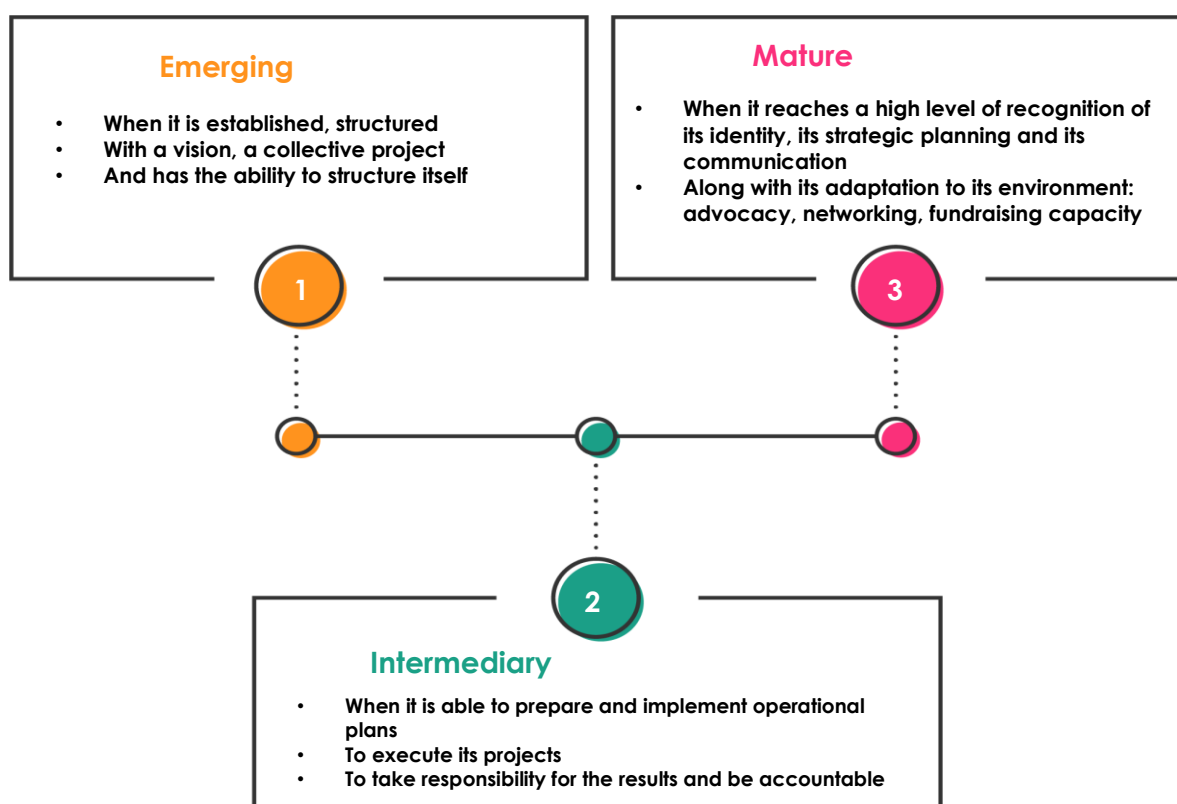 Emerging
• When it is established, structured
• With a vision, a collective project
• And has the ability to structure itself
1
Mature
• When it reaches a high level of recognition of
its identity, its strategic planning and its
communication
• Along with its adaptation to its environment:
advocacy, networking, fundraising capacity
3
2
Intermediary
• When it is able to prepare and implement operational
plans
• To execute its projects
• To take responsibility for the results and be accountable